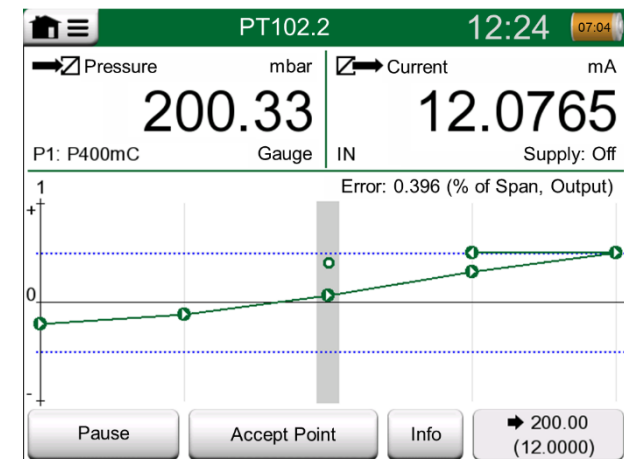 PT102.2 12:24 07:04
Pressure mbar
200.33
P1: P400mC Gauge
Current mA
12.0765
IN Supply: Off
Error: 0.396 (% of Span, Output)
1
+
0
-
Pause
Accept Point
Info
➡ 200.00
(12.0000)